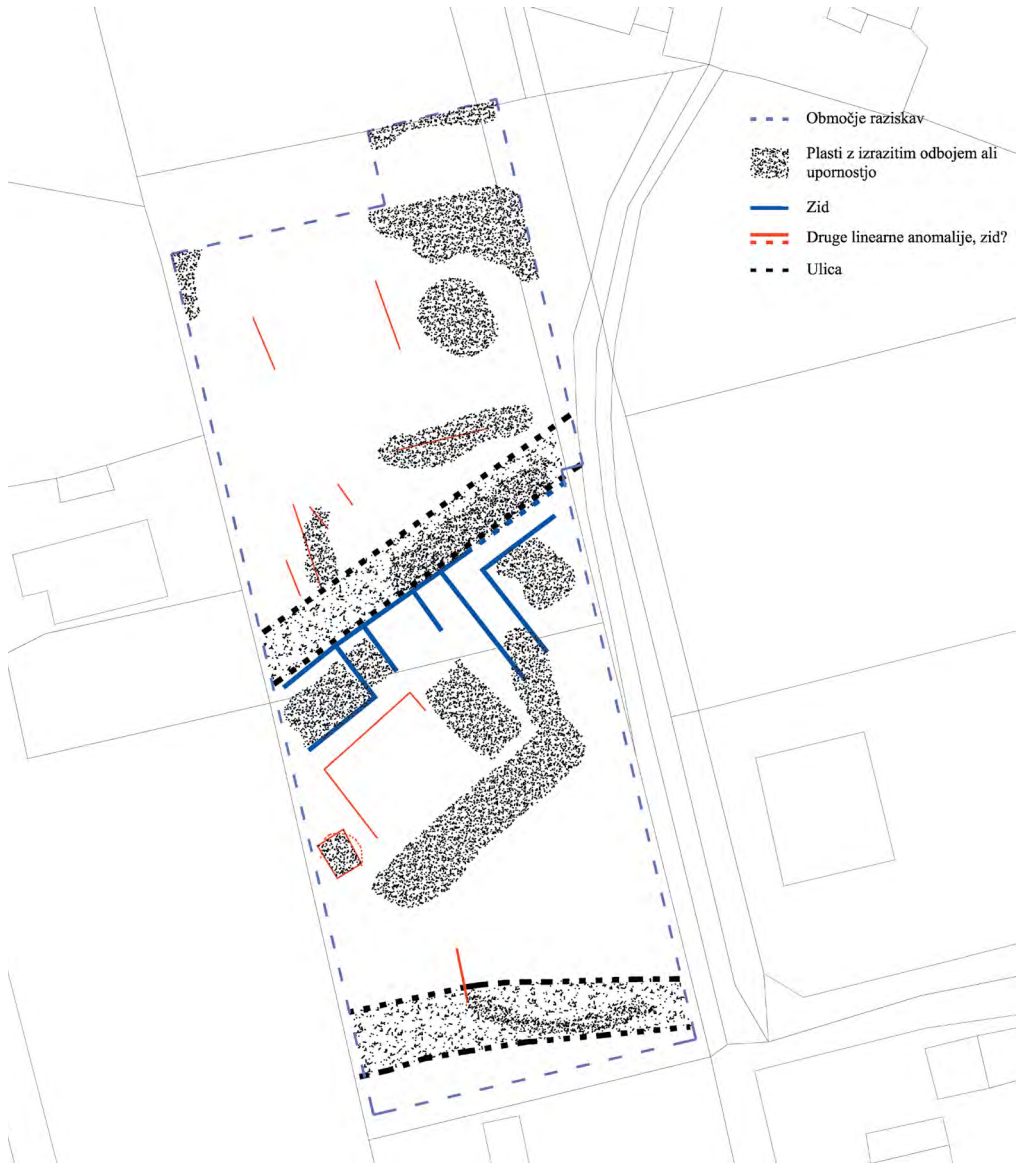 Območje raziskav
Plasti z izrazitim odbojem ali
upornostjo
Zid
Druge linearne anomalije, zid?
Ulica